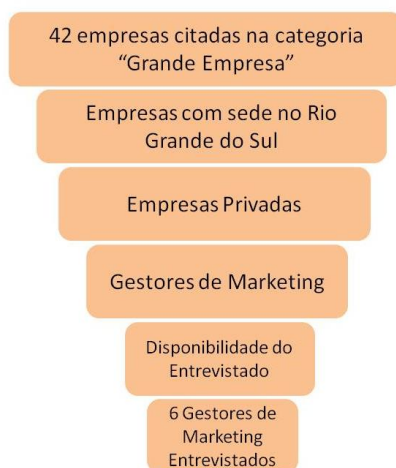 42 empresas citadas na categoria
“Grande Empresa”
Empresas com sede no Rio
Grande do Sul
Empresas Privadas
Gestores de Marketing
Disponibilidade do
Entrevistado
6 Gestores de
Marketing
Entrevistados